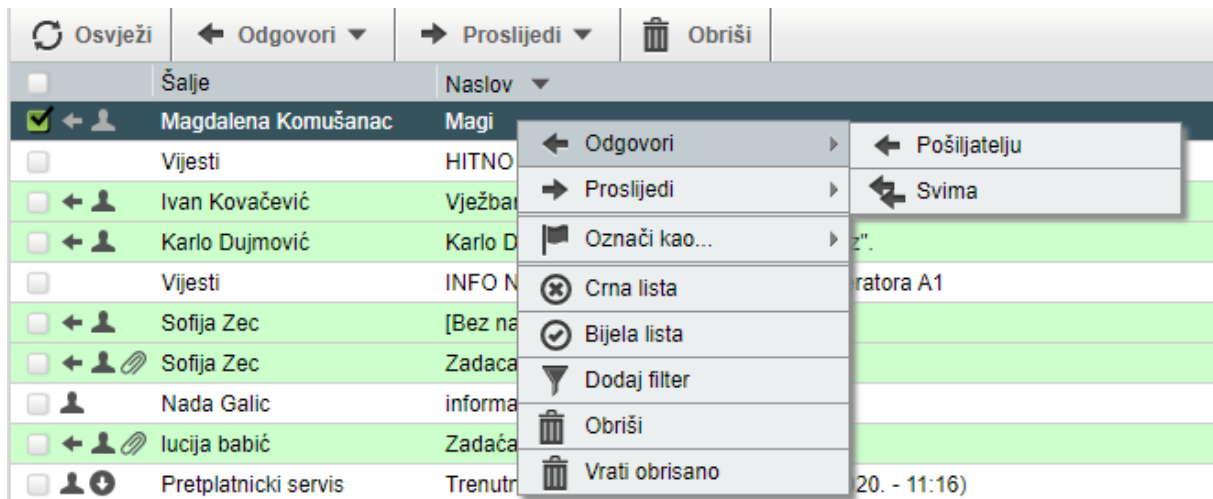 Osvježi Odgovori Proslijedi Obriši
Šalje Naslov
Magdalena Komušanac Magi
Vijesti HITNO
Ivan Kovačević Vježban
Karlo Dujmović Karlo D z".
Vijesti INFO N ratora A1
Sofija Zec [Bez na
Sofija Zec Zadaca
Nada Galic informa
lucija babić Zadaća
Pretplatnicki servis Trenutn 20. - 11:16)
Odgovori
Proslijedi
Označi kao...
Crna lista
Bijela lista
Dodaj filter
Obriši
Vrati obrisano
Pošiljatelju
Svima